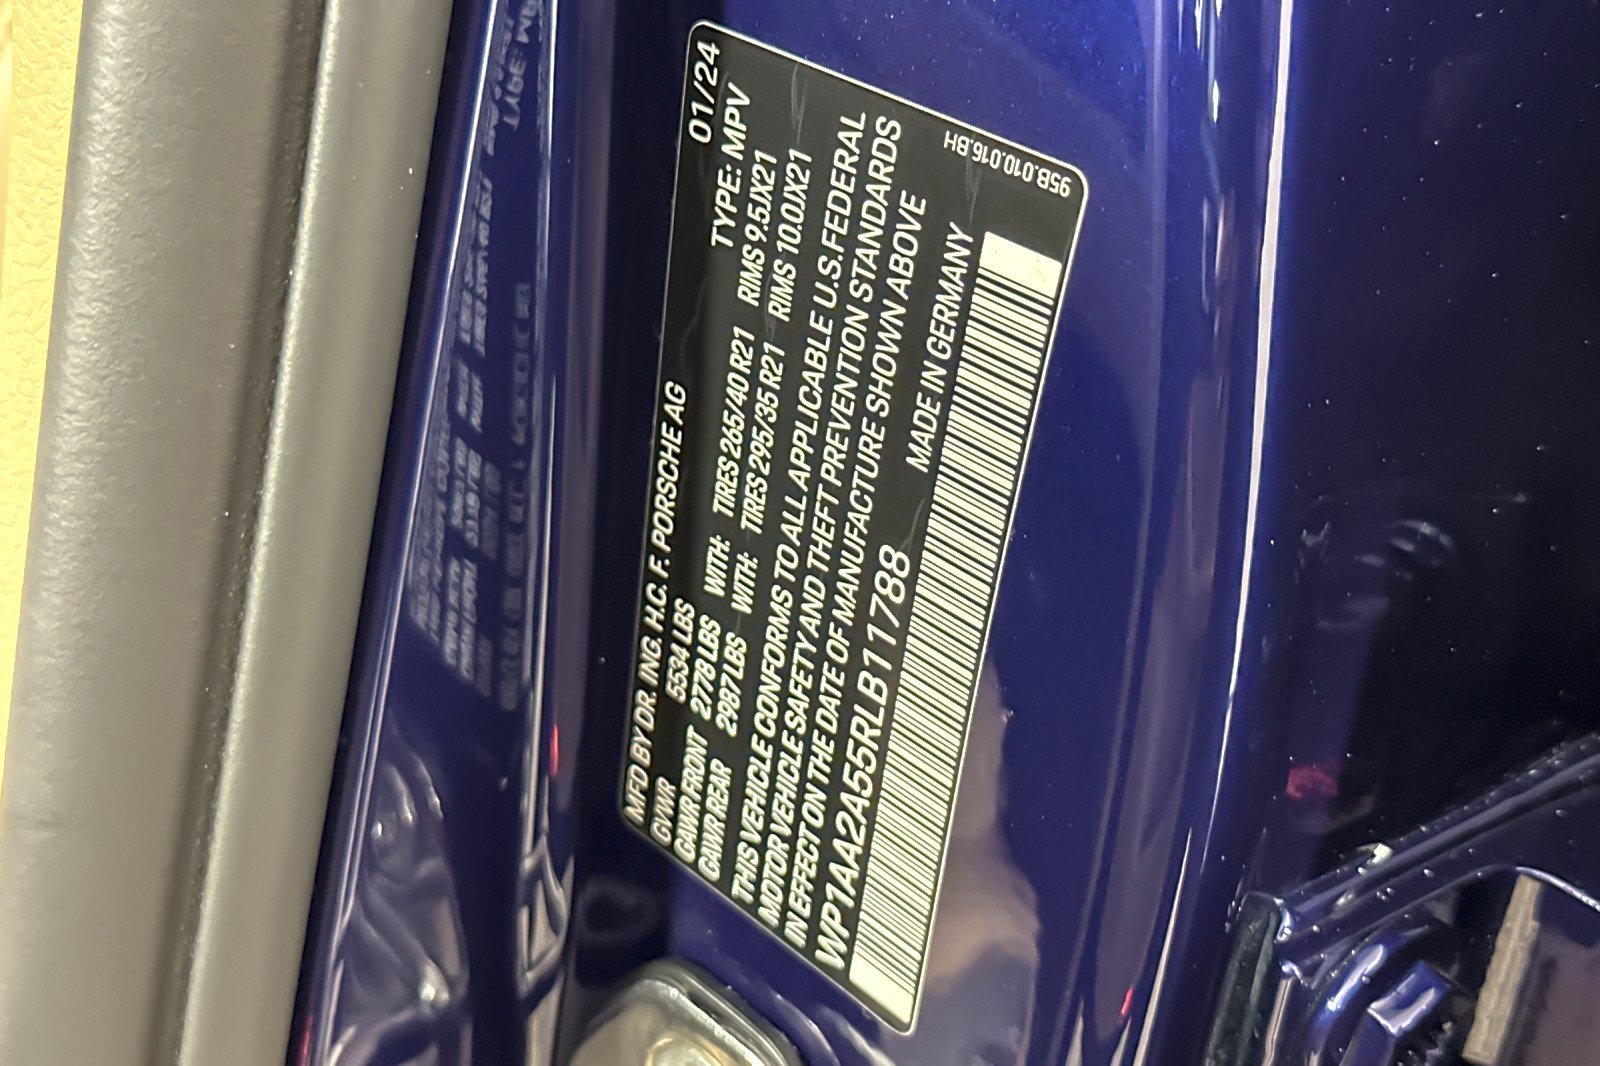 MFD BY DR. ING. H.C. F. PORSCHE AG 01/24
GVWR 5534 LBS TYPE: MPV
GAWR FRONT 2778 LBS WITH: TIRES 265/40 R21 RIMS 9.5JX21
GAWR REAR 2987 LBS WITH: TIRES 295/35 R21 RIMS 10.0JX21
THIS VEHICLE CONFORMS TO ALL APPLICABLE U.S. FEDERAL
MOTOR VEHICLE SAFETY AND THEFT PREVENTION STANDARDS
IN EFFECT ON THE DATE OF MANUFACTURE SHOWN ABOVE
WP1AA2A55RLB11788 MADE IN GERMANY
95B.010.016.BH